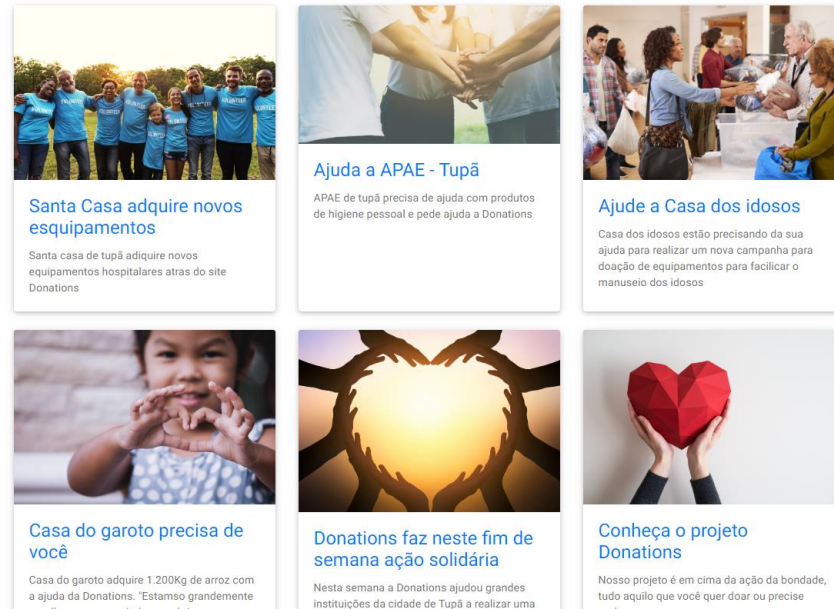 VOLUNTEER
VOLUNTEER
VOLUNTEER
Santa Casa adquire novos
esquipamentos
Santa casa de tupã adiquire novos
equipamentos hospitalares atras do site
Donations
Ajuda a APAE - Tupã
APAE de tupã precisa de ajuda com produtos
de higiene pessoal e pede ajuda a Donations
Ajude a Casa dos idosos
Casa dos idosos estão precisando da sua
ajuda para realizar um nova campanha para
doação de equipamentos para facilicar o
manuseio dos idosos
Casa do garoto precisa de
você
Casa do garoto adquire 1.200Kg de arroz com
a ajuda da Donations. "Estamso grandemente
Donations faz neste fim de
semana ação solidária
Nesta semana a Donations ajudou grandes
instituições da cidade de Tupã a realizar uma
Conheça o projeto
Donations
Nosso projeto é em cima da ação da bondade,
tudo aquilo que você quer doar ou precise